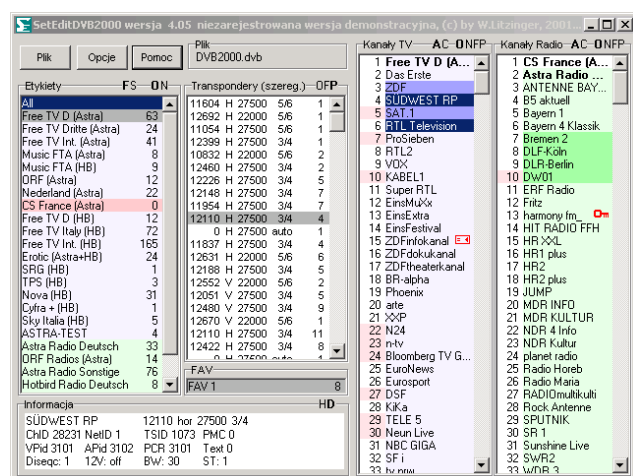 SetEditDVB2000 wersja 4.05 niezarejestrowana wersja demonstracyjna, (c) by W.Litzinger, 2001...
Plik
Opcje
Pomoc
Plik
DVB2000.dvb
Etykiety FS ON
All
Free TV D (Astra) 63
Free TV Dritte (Astra) 24
Free TV Int. (Astra) 41
Music FTA (Astra) 8
Music FTA (HB) 9
ORF (Astra) 12
Nederland (Astra) 22
CS France (Astra) 0
Free TV D (HB) 12
Free TV Italy (HB) 72
Free TV Int. (HB) 165
Erotic (Astra+HB) 24
SRG (HB) 1
TPS (HB) 3
Nova (HB) 31
Cyfra + (HB) 1
Sky Italia (HB) 5
ASTRA-TEST 4
Astra Radio Deutsch 33
ORF Radios (Astra) 14
Astra Radio Sonstige 76
Hotbird Radio Deutsch 8
Transpondery (szereg.) OFP
11604 H 27500 5/6 1
12692 H 22000 5/6 1
11054 H 27500 5/6 1
12399 H 27500 3/4 1
10832 H 22000 5/6 2
12460 H 27500 3/4 2
12226 H 27500 3/4 5
12148 H 27500 3/4 7
11954 H 27500 3/4 7
12110 H 27500 3/4 4
0 H 27500 auto 1
11837 H 27500 3/4 4
12631 H 22000 5/6 6
12188 H 27500 3/4 5
12552 V 22000 5/6 2
12051 V 27500 3/4 5
12480 V 27500 3/4 9
12670 V 22000 5/6 1
12110 H 27500 3/4 11
12422 H 27500 3/4 8
0 H 27500 auto 1
FAV
FAV 1 8
Informacja HD
SÜDWEST RP 12110 hor 27500 3/4
ChID 28231 NetID 1 TSID 1073 PMC 0
VPid 3101 APid 3102 PCR 3101 Text 0
Diseqc: 1 12V: off BW: 30 ST: 1
Kanały TV AC ONFP
1 Free TV D (A...
2 Das Erste
3 ZDF
4 SÜDWEST RP
5 SAT.1
6 RTL Television
7 ProSieben
8 RTL2
9 VOX
10 KABEL1
11 Super RTL
12 EinsMuXx
13 EinsExtra
14 EinsFestival
15 ZDFinfokanal
16 ZDFdokukanal
17 ZDFtheaterkanal
18 BR-alpha
19 Phoenix
20 arte
21 XXP
22 N24
23 n-tv
24 Bloomberg TV G...
25 EuroNews
26 Eurosport
27 DSF
28 KiKa
29 TELE 5
30 Neun Live
31 NBC GIGA
32 SF i
33 tv.nrw
Kanały Radio AC ONFP
1 CS France (A...
2 Astra Radio ...
3 ANTENNE BAY...
4 B5 aktuell
5 Bayern 1
6 Bayern 4 Klassik
7 Bremen 2
8 DLF-Köln
9 DLR-Berlin
10 DW01
11 ERF Radio
12 Fritz
13 harmony fm_
14 HIT RADIO FFH
15 HR XXL
16 HR1 plus
17 HR2
18 HR2 plus
19 JUMP
20 MDR INFO
21 MDR KULTUR
22 NDR 4 Info
23 NDR Kultur
24 planet radio
25 Radio Horeb
26 Radio Maria
27 RADIOmultikulti
28 Rock Antenne
29 SPUTNIK
30 SR 1
31 Sunshine Live
32 SWR2
33 WDR 3